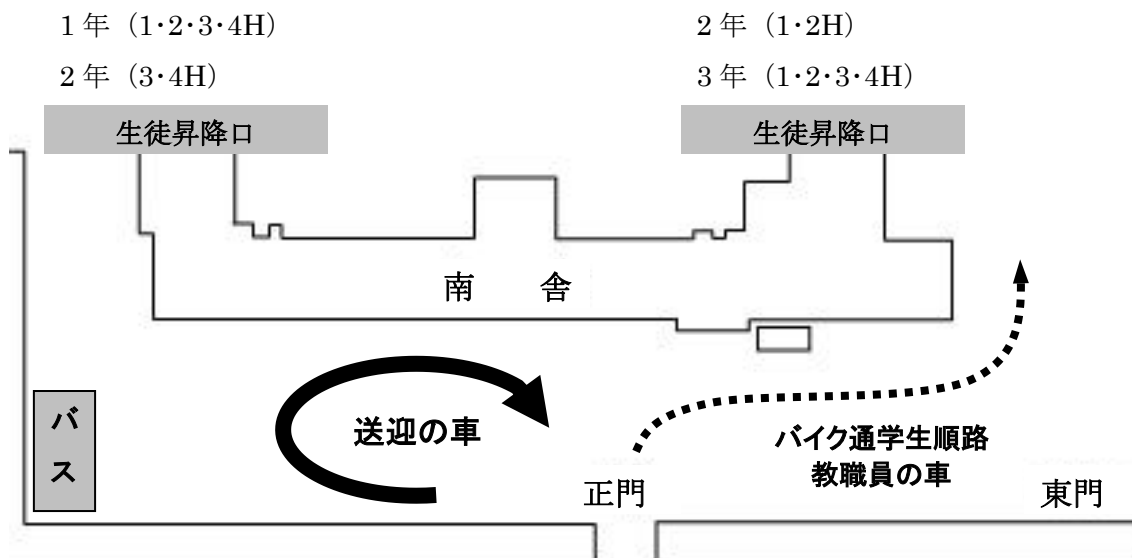 1年（1･2･3･4H）
2年（3･4H）
生徒昇降口
2年（1･2H）
3年（1･2･3･4H）
生徒昇降口
南　舎
バス
送迎の車
バイク通学生順路
教職員の車
正門
東門